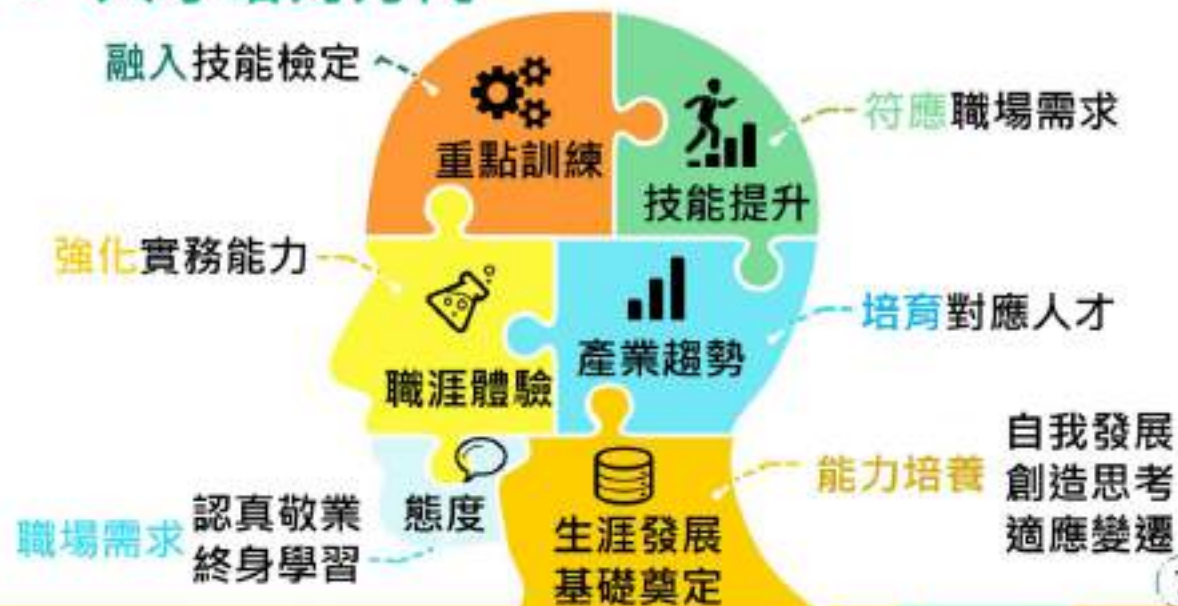 融入技能檢定
重點訓練
符應職場需求
技能提升
強化實務能力
職涯體驗
培育對應人才
產業趨勢
職場需求
認真敬業
終身學習
態度
生涯發展
基礎奠定
能力培養
自我發展
創造思考
適應變遷